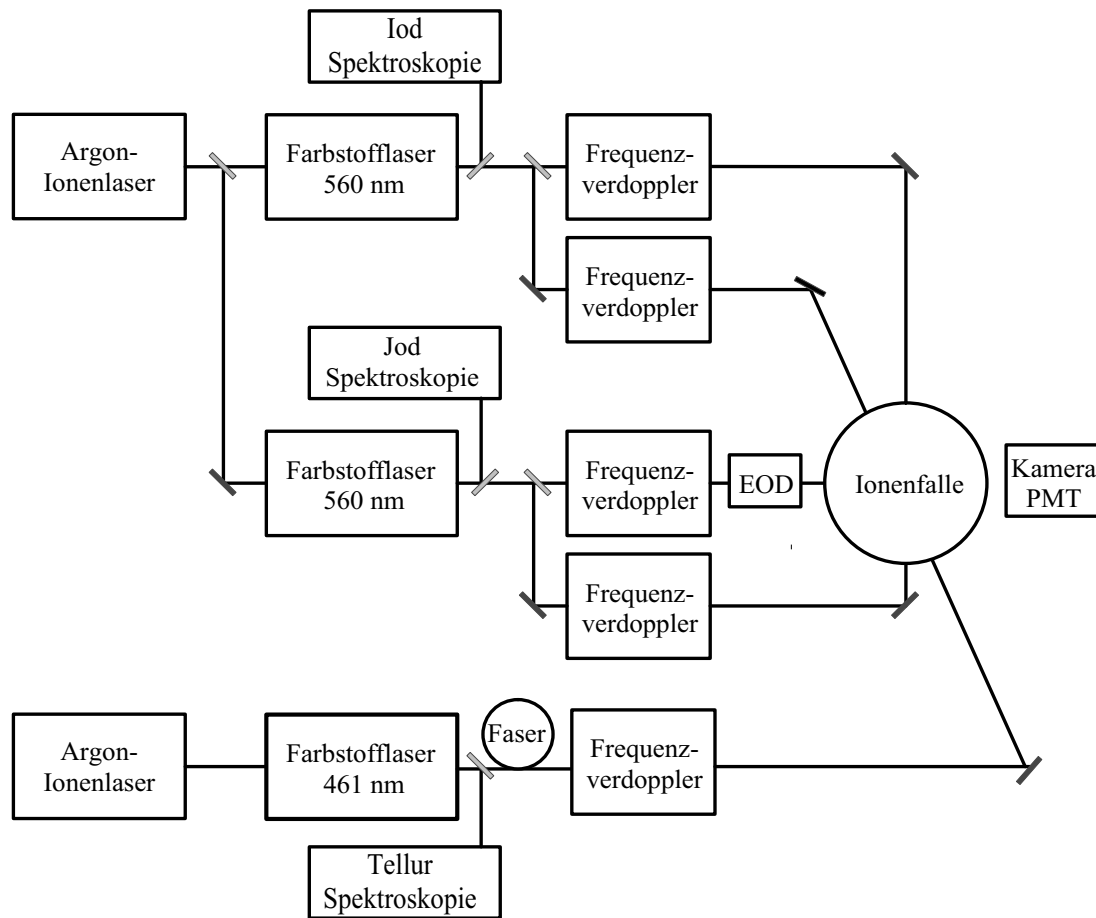 Iod
Spektroskopie
Argon-
Ionenlaser
Farbstofflaser
560 nm
Frequenz-
verdoppler
Frequenz-
verdoppler
Jod
Spektroskopie
Farbstofflaser
560 nm
Frequenz-
verdoppler
EOD
Ionenfalle
Kamera
PMT
Frequenz-
verdoppler
Argon-
Ionenlaser
Farbstofflaser
461 nm
Faser
Frequenz-
verdoppler
Tellur
Spektroskopie